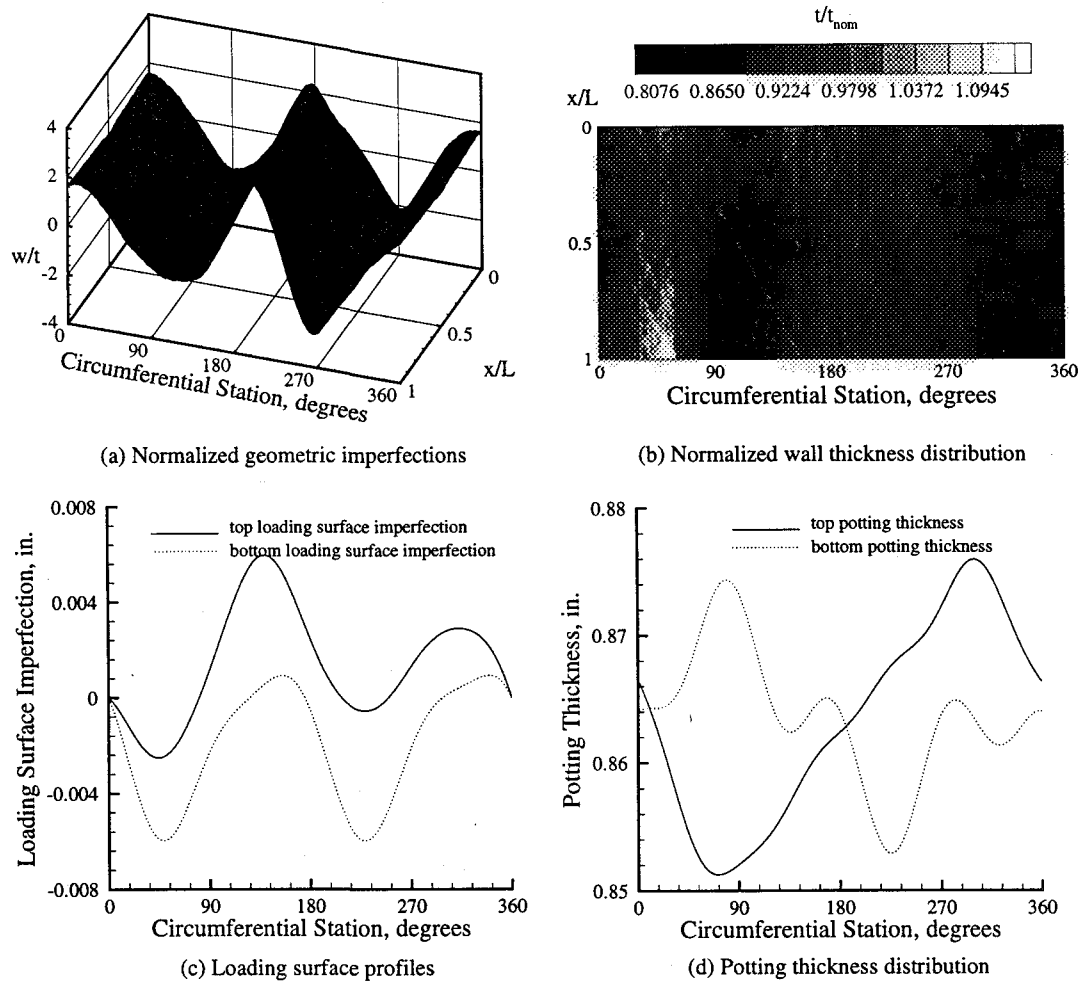 4
2
0
w/t
-2
-4
0
90
180
270
360
Circumferential Station, degrees
0
0.5
1
x/L
(a) Normalized geometric imperfections
t/tnom
0.8076 0.8650 0.9224 0.9798 1.0372 1.0945
x/L
0
0.5
1
0 90 180 270 360
Circumferential Station, degrees
(b) Normalized wall thickness distribution
0.008
0.004
0
-0.004
-0.008
Loading Surface Imperfection, in.
top loading surface imperfection
bottom loading surface imperfection
0 90 180 270 360
Circumferential Station, degrees
(c) Loading surface profiles
0.88
0.87
0.86
0.85
Potting Thickness, in.
top potting thickness
bottom potting thickness
0 90 180 270 360
Circumferential Station, degrees
(d) Potting thickness distribution